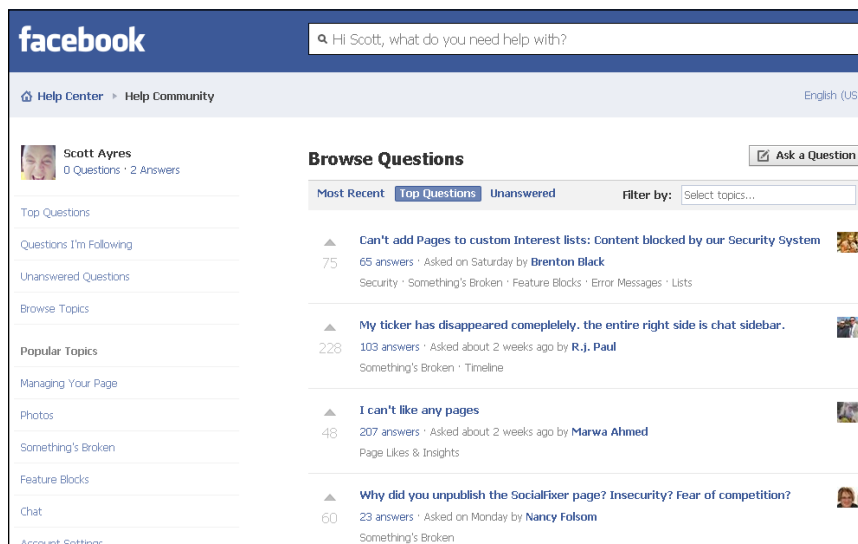 facebook
Hi Scott, what do you need help with?
Help Center ▸ Help Community
English (US
Scott Ayres
0 Questions · 2 Answers
Top Questions
Questions I'm Following
Unanswered Questions
Browse Topics
Popular Topics
Managing Your Page
Photos
Something's Broken
Feature Blocks
Chat
Account Settings
Browse Questions
Ask a Question
Most Recent Top Questions Unanswered
Filter by: Select topics...
Can't add Pages to custom Interest lists: Content blocked by our Security System
75
65 answers · Asked on Saturday by Brenton Black
Security · Something's Broken · Feature Blocks · Error Messages · Lists
My ticker has disappeared comeplelely. the entire right side is chat sidebar.
228
103 answers · Asked about 2 weeks ago by R.j. Paul
Something's Broken · Timeline
I can't like any pages
48
207 answers · Asked about 2 weeks ago by Marwa Ahmed
Page Likes & Insights
Why did you unpublish the SocialFixer page? Insecurity? Fear of competition?
60
23 answers · Asked on Monday by Nancy Folsom
Something's Broken